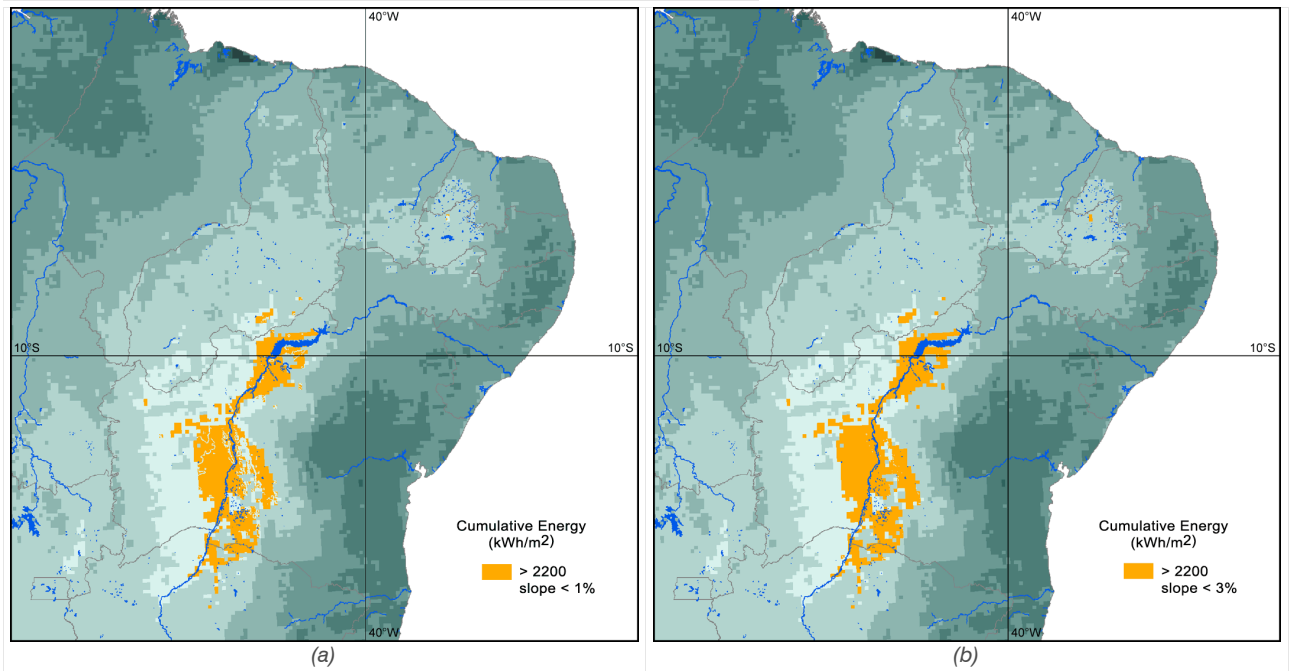 40°W
10°S
10°S
Cumulative Energy
(kWh/m2)
> 2200
slope < 1%
40°W
(a)
40°W
10°S
10°S
Cumulative Energy
(kWh/m2)
> 2200
slope < 3%
40°W
(b)